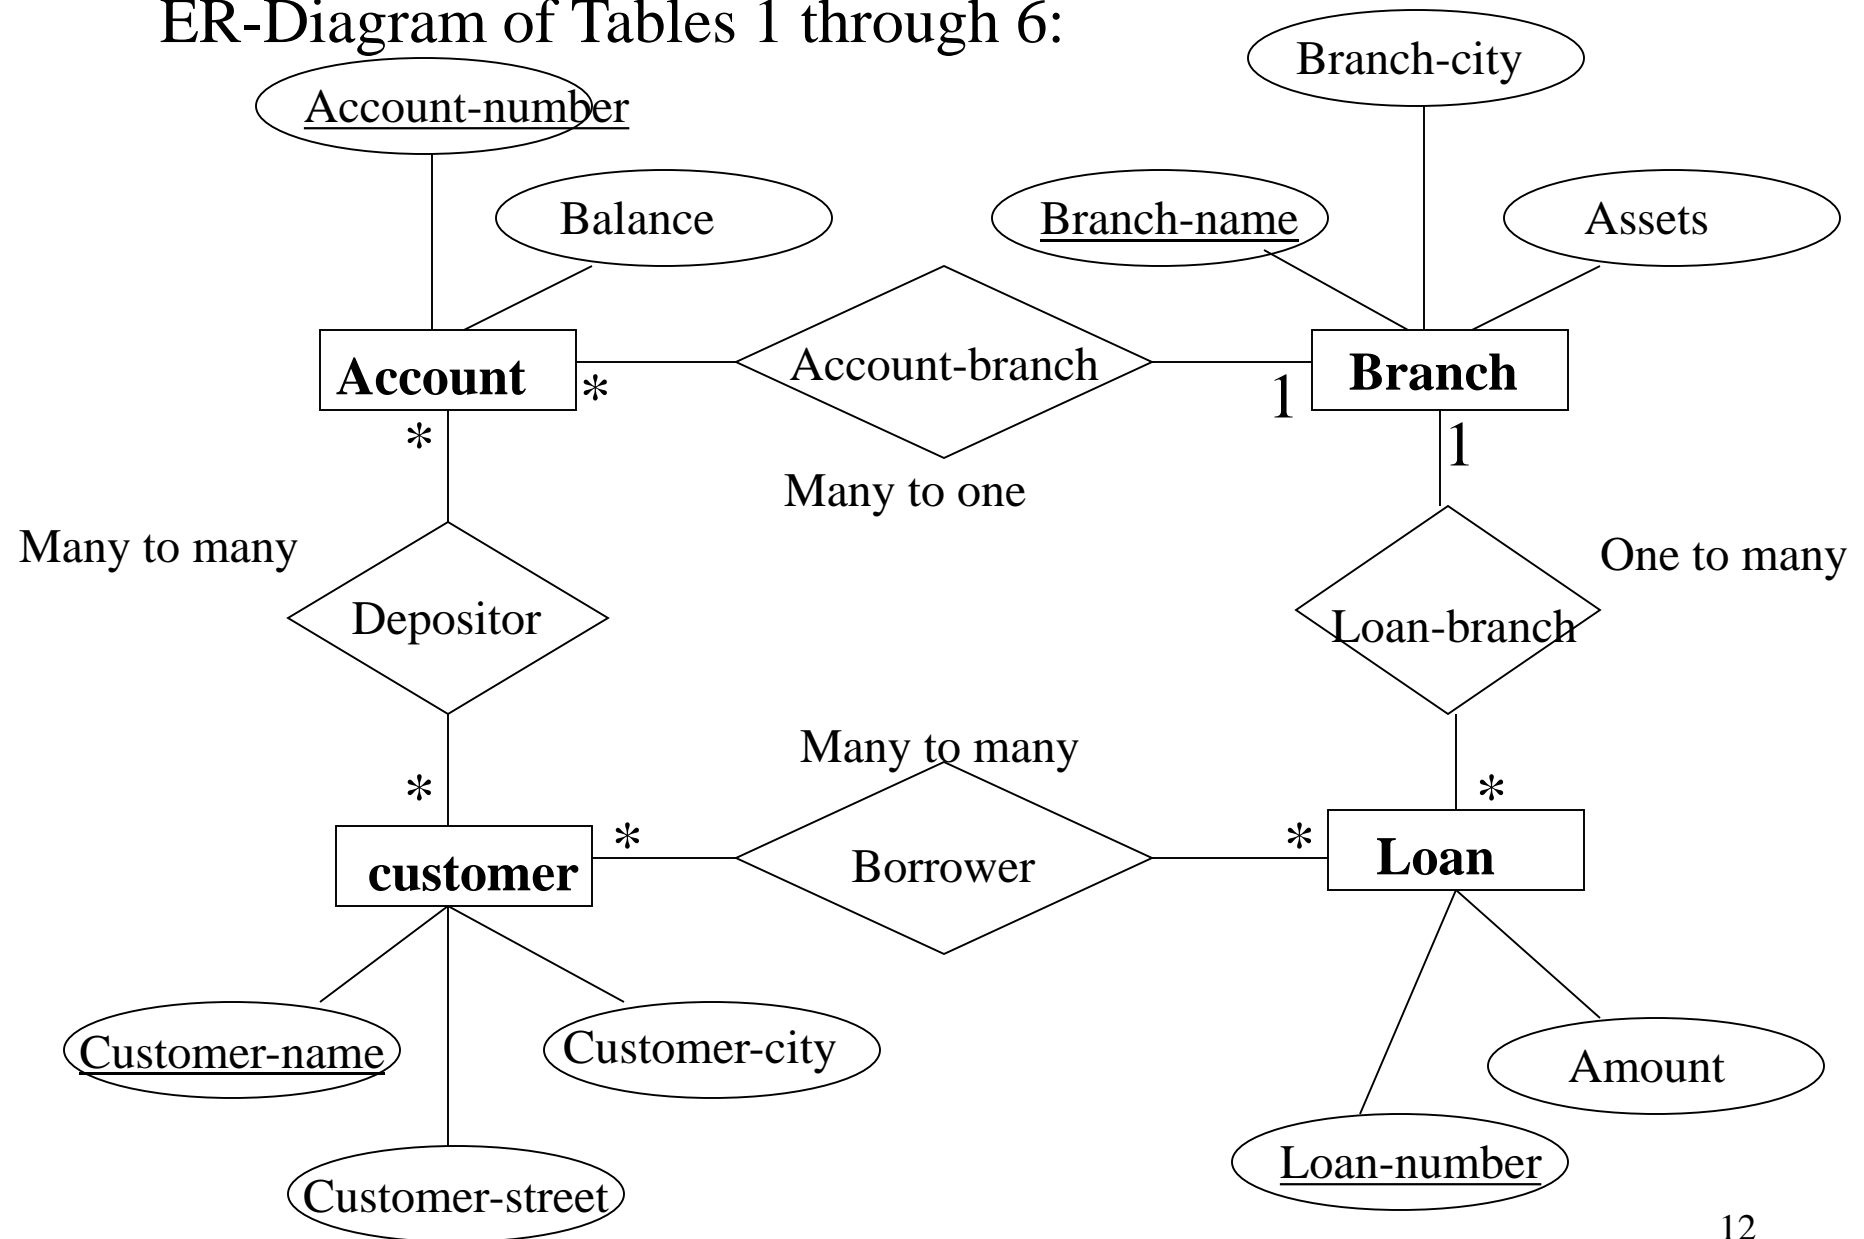 ER-Diagram of Tables 1 through 6:
Branch-city
Account-number
Balance
Branch-name
Assets
Account-branch
Account
*
1
Branch
*
1
Many to one
Many to many
One to many
Depositor
Loan-branch
Many to many
*
*
*
*
customer
Borrower
Loan
Customer-name
Customer-city
Amount
Customer-street
Loan-number
12